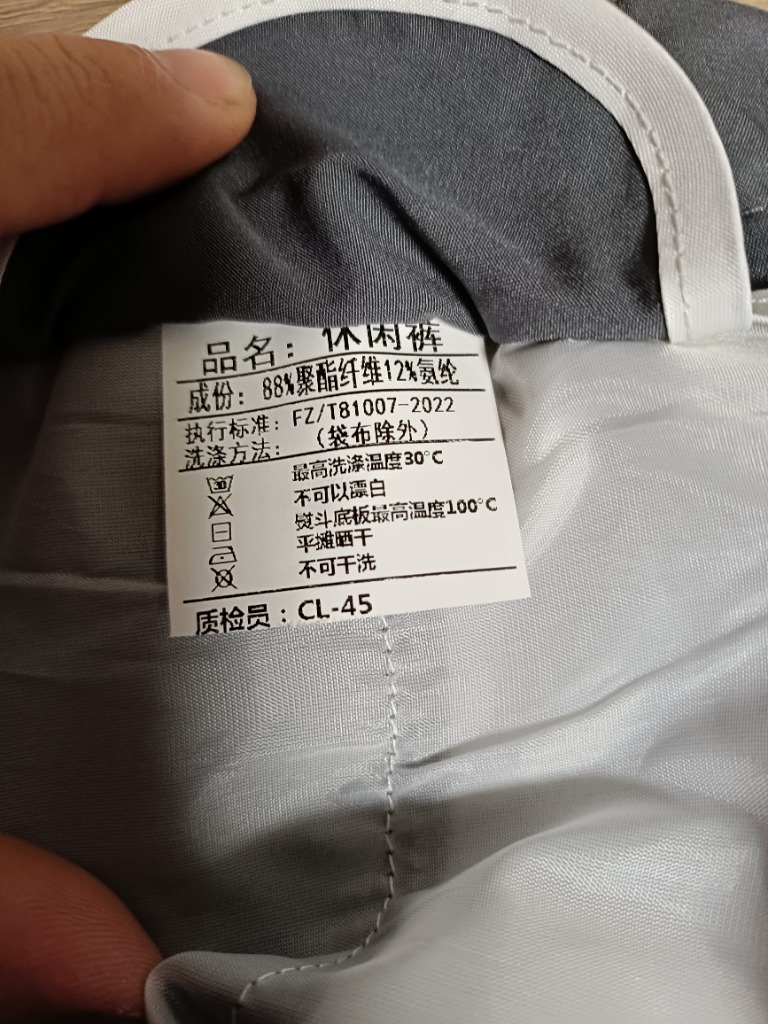 品名：休闲裤
成份：88%聚酯纤维12%氨纶
执行标准：FZ/T81007-2022
洗涤方法：（袋布除外）
最高洗涤温度30℃
不可以漂白
熨斗底板最高温度100℃
平摊晒干
不可干洗
质检员：CL-45